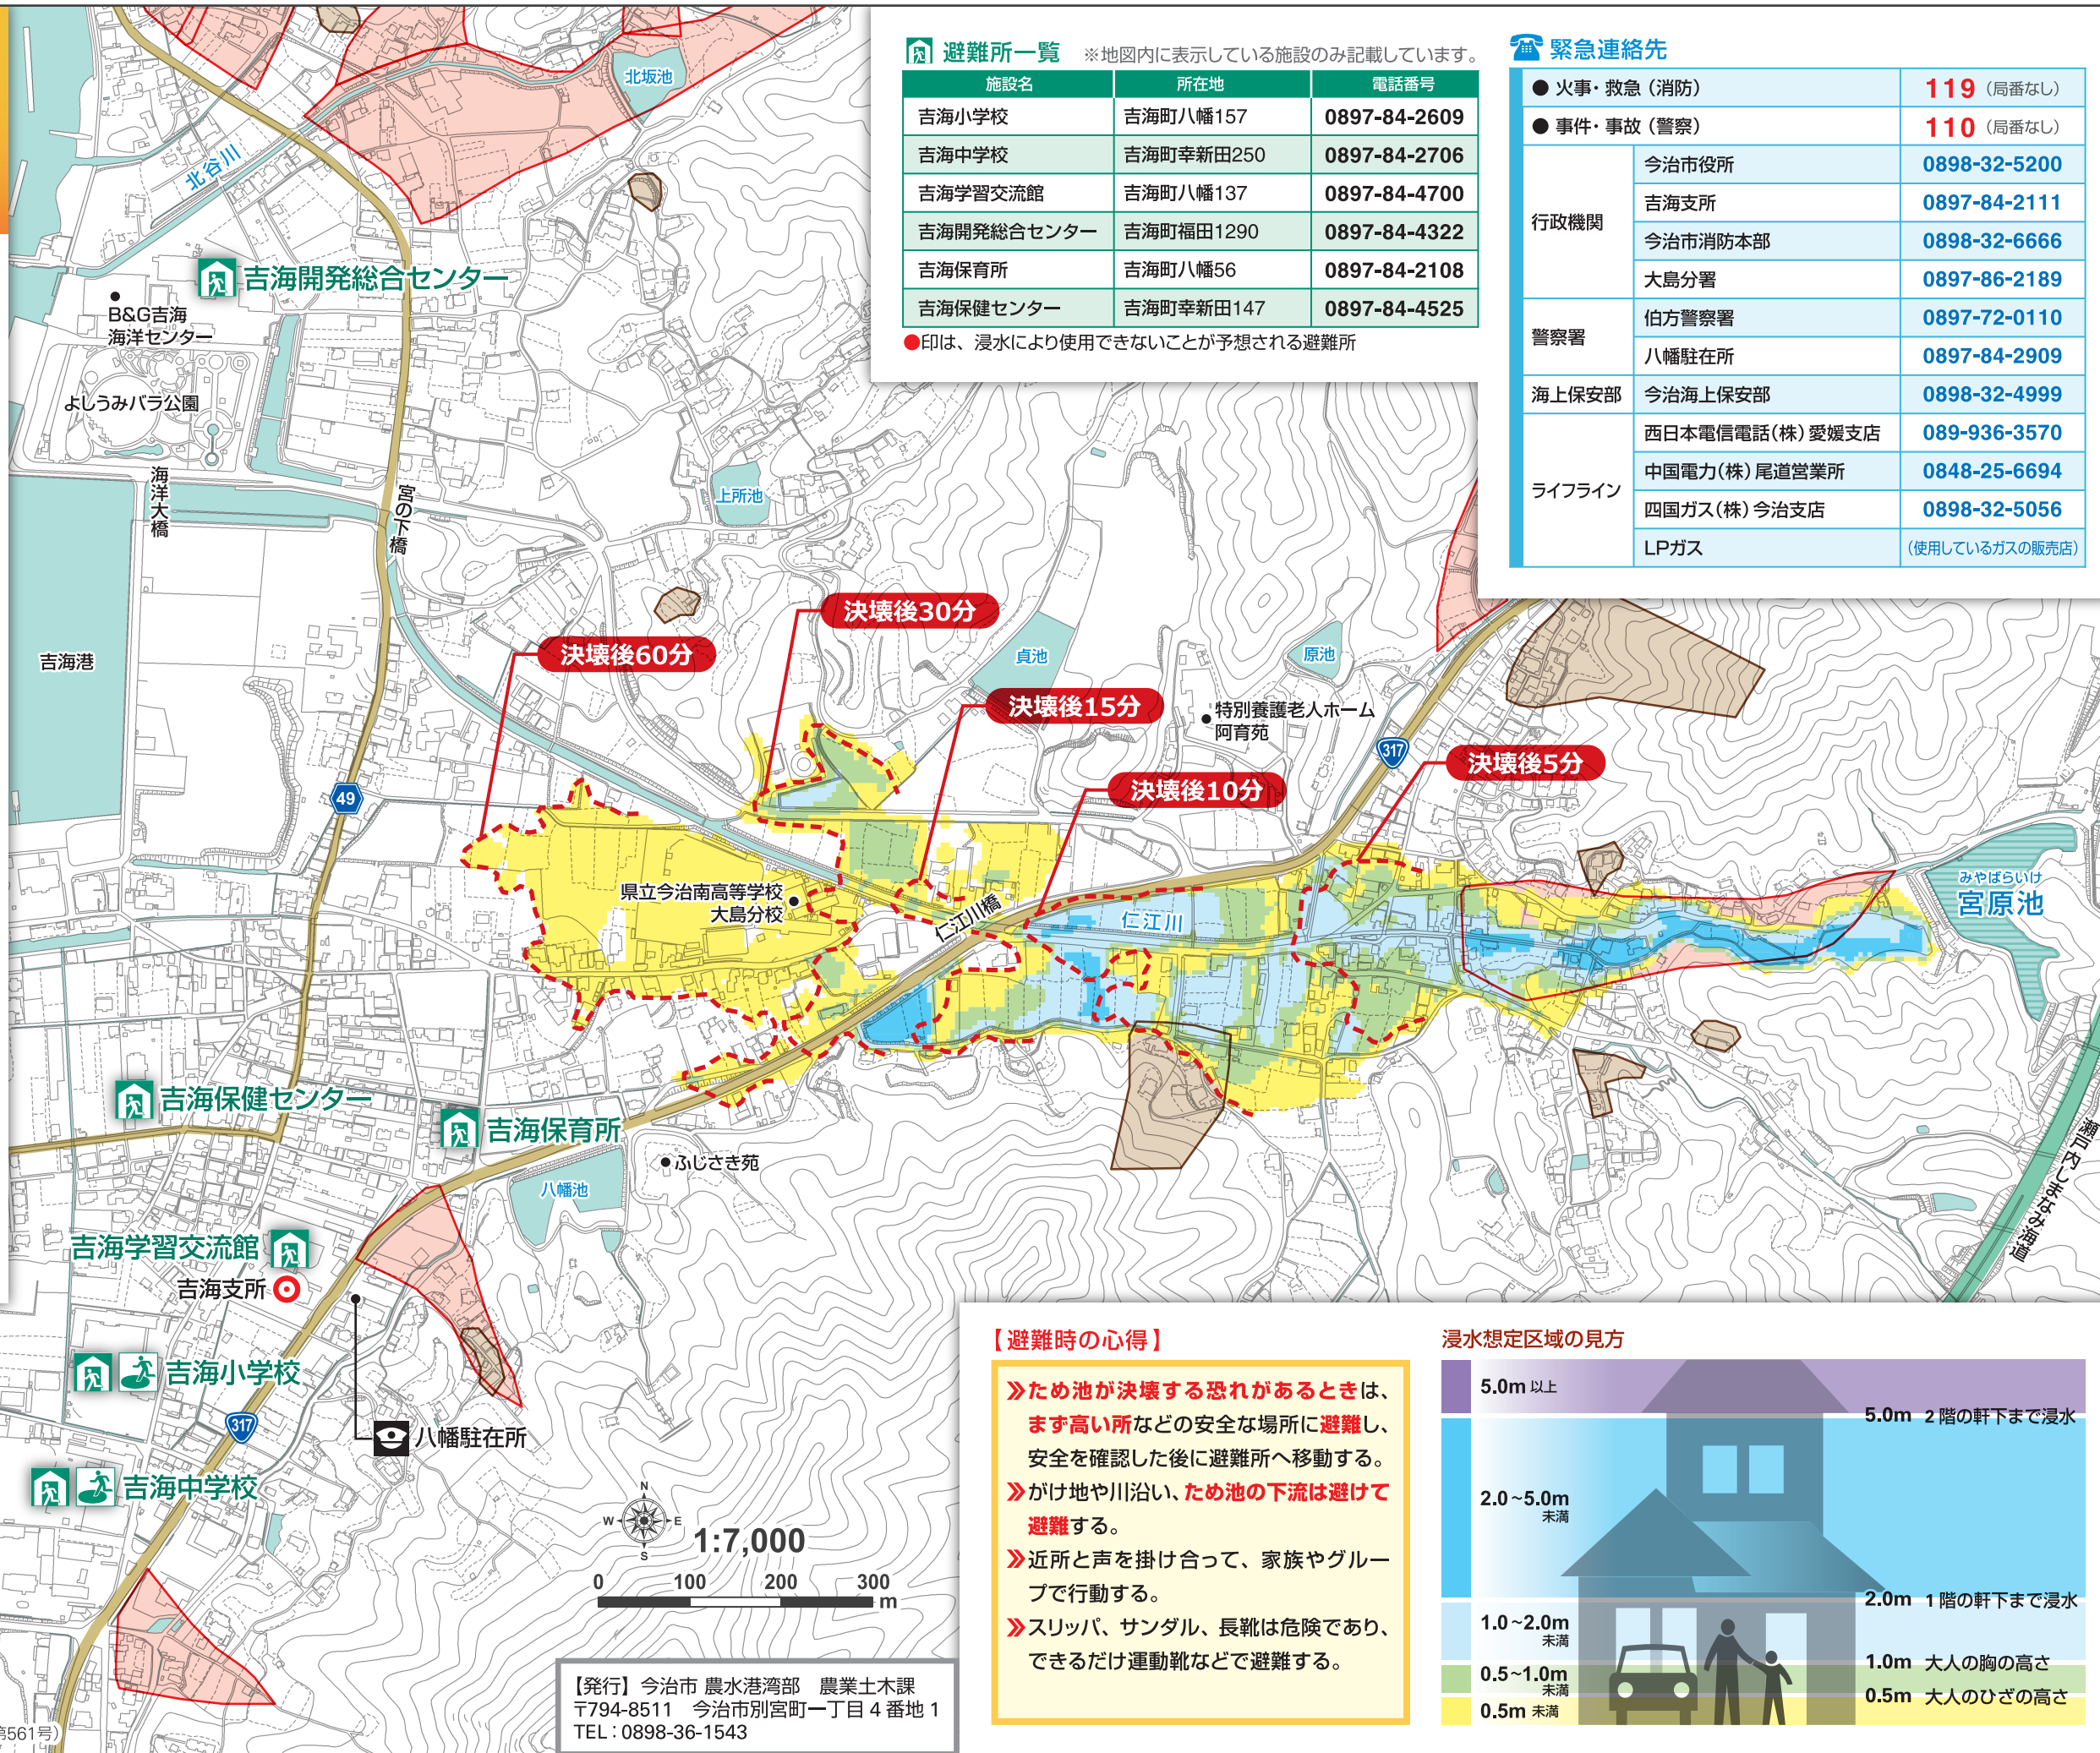 避難所一覧 ※地図内に表示している施設のみ記載しています。
施設名 所在地 電話番号
吉海小学校 吉海町八幡157 0897-84-2609
吉海中学校 吉海町幸新田250 0897-84-2706
吉海学習交流館 吉海町八幡137 0897-84-4700
吉海開発総合センター 吉海町福田1290 0897-84-4322
吉海保育所 吉海町八幡56 0897-84-2108
吉海保健センター 吉海町幸新田147 0897-84-4525
●印は、浸水により使用できないことが予想される避難所
緊急連絡先
● 火事・救急（消防） 119（局番なし）
● 事件・事故（警察） 110（局番なし）
行政機関
今治市役所 0898-32-5200
吉海支所 0897-84-2111
今治市消防本部 0898-32-6666
大島分署 0897-86-2189
警察署
伯方警察署 0897-72-0110
八幡駐在所 0897-84-2909
海上保安部 今治海上保安部 0898-32-4999
ライフライン
西日本電信電話（株）愛媛支店 089-936-3570
中国電力（株）尾道営業所 0848-25-6694
四国ガス（株）今治支店 0898-32-5056
LPガス （使用しているガスの販売店）
北坂池
北谷川
吉海開発総合センター
B&G吉海
海洋センター
よしうみバラ公園
海洋大橋
宮の下橋
上所池
吉海港
決壊後30分
決壊後60分
貞池
原池
決壊後15分
特別養護老人ホーム
阿育苑
317
決壊後5分
決壊後10分
49
県立今治南高等学校
大島分校
仁江川橋
仁江川
みやばらいけ
宮原池
吉海保健センター
吉海保育所
ふじさき苑
八幡池
瀬戸内しまなみ海道
吉海学習交流館
吉海支所
吉海小学校
317
八幡駐在所
吉海中学校
N
W E
S
1:7,000
0 100 200 300
m
第561号）
【発行】今治市 農水港湾部 農業土木課
〒794-8511 今治市別宮町一丁目4番地1
TEL：0898-36-1543
【避難時の心得】
ため池が決壊する恐れがあるときは、
まず高い所などの安全な場所に避難し、
安全を確認した後に避難所へ移動する。
がけ地や川沿い、ため池の下流は避けて
避難する。
近所と声を掛け合って、家族やグルー
プで行動する。
スリッパ、サンダル、長靴は危険であり、
できるだけ運動靴などで避難する。
浸水想定区域の見方
5.0m 以上
5.0m 2階の軒下まで浸水
2.0~5.0m
未満
2.0m 1階の軒下まで浸水
1.0~2.0m
未満
1.0m 大人の胸の高さ
0.5~1.0m
未満
0.5m 大人のひざの高さ
0.5m 未満